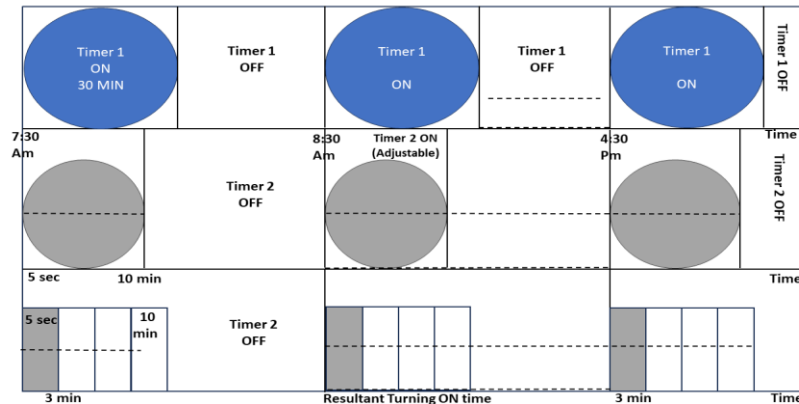 Timer 1
ON
30 MIN
Timer 1
OFF
Timer 1
ON
Timer 1
OFF
Timer 1
ON
Timer 1 OFF
7:30
Am
8:30
Am
Timer 2 ON
(Adjustable)
4:30
Pm
Time
Timer 2
OFF
Timer 2 OFF
5 sec
10 min
Time
5 sec
10
min
Timer 2
OFF
3 min
Resultant Turning ON time
3 min
Time